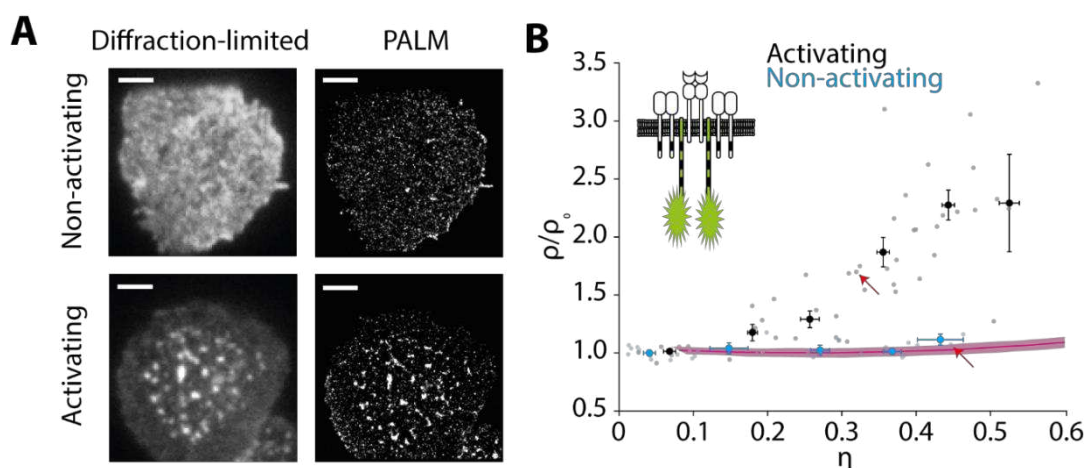 A
Diffraction-limited
PALM
Non-activating
Activating
B
Activating
Non-activating
ρ/ρ₀
3.5
3.0
2.5
2.0
1.5
1.0
0.5
0 0.1 0.2 0.3 0.4 0.5 0.6
η